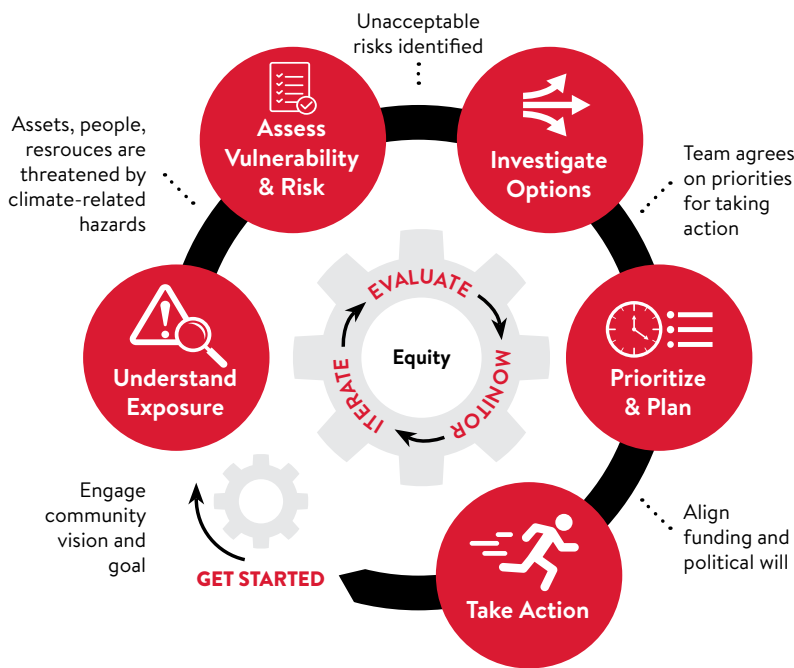 Unacceptable
risks identified
Assess
Vulnerability
& Risk
Investigate
Options
Assets, people,
resrouces are
threatened by
climate-related
hazards
Team agrees
on priorities
for taking
action
EVALUATE
MONITOR
ITERATE
Equity
Understand
Exposure
Prioritize
& Plan
Engage
community
vision and
goal
GET STARTED
Take Action
Align
funding and
political will